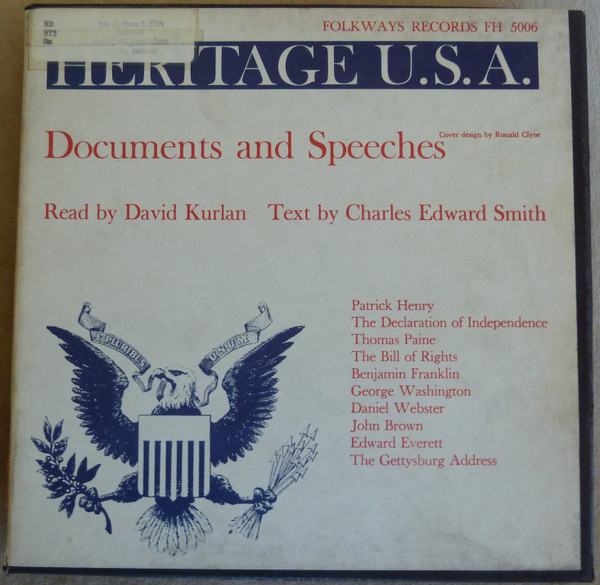 RD
973
FOLKWAYS RECORDS FH 5006
HERITAGE U.S.A.
Cover design by Ronald Clyne
Documents and Speeches
Read by David Kurlan Text by Charles Edward Smith
E PLURIBUS UNUM
Patrick Henry
The Declaration of Independence
Thomas Paine
The Bill of Rights
Benjamin Franklin
George Washington
Daniel Webster
John Brown
Edward Everett
The Gettysburg Address